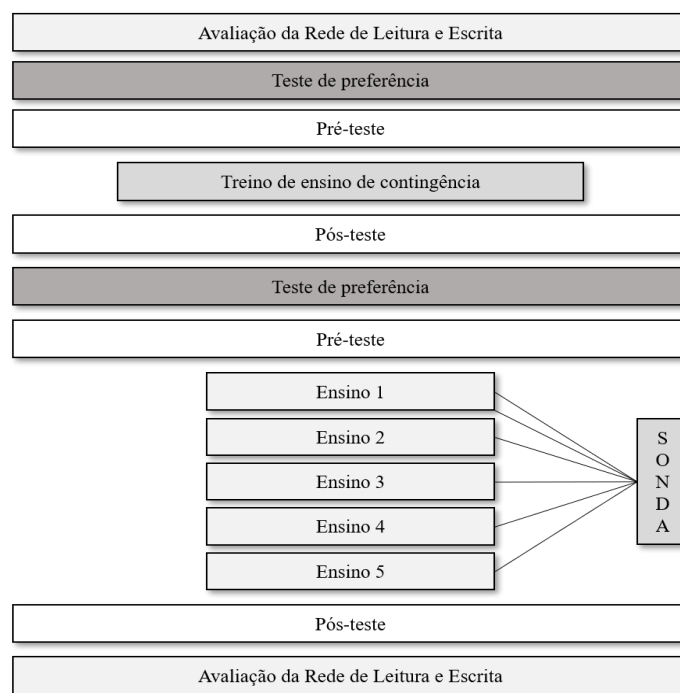 Avaliação da Rede de Leitura e Escrita
Teste de preferência
Pré-teste
Treino de ensino de contingência
Pós-teste
Teste de preferência
Pré-teste
Ensino 1
Ensino 2
Ensino 3
Ensino 4
Ensino 5
S
O
N
D
A
Pós-teste
Avaliação da Rede de Leitura e Escrita